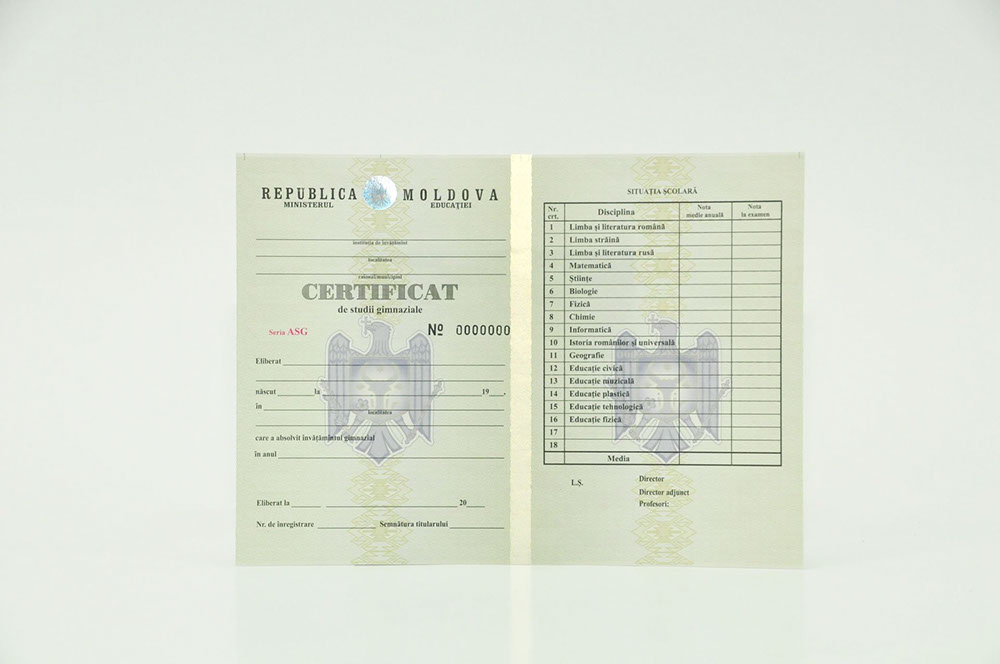 REPUBLICA MOLDOVA
MINISTERUL EDUCAȚIEI
instituția de învățămînt
localitatea
raionul/municipiul
CERTIFICAT
de studii gimnaziale
Seria ASG № 0000000
Eliberat
născut la 19 ,
în
localitatea
care a absolvit învățămîntul gimnazial
în anul
Eliberat la 20
Nr. de înregistrare Semnătura titularului
SITUAȚIA ȘCOLARĂ
Nr. crt. Disciplina Nota medie anuală Nota la examen
1 Limba și literatura română
2 Limba străină
3 Limba și literatura rusă
4 Matematică
5 Științe
6 Biologie
7 Fizică
8 Chimie
9 Informatică
10 Istoria românilor și universală
11 Geografie
12 Educație civică
13 Educație muzicală
14 Educație plastică
15 Educație tehnologică
16 Educație fizică
17
18
Media
L.Ș. Director
Director adjunct
Profesori: